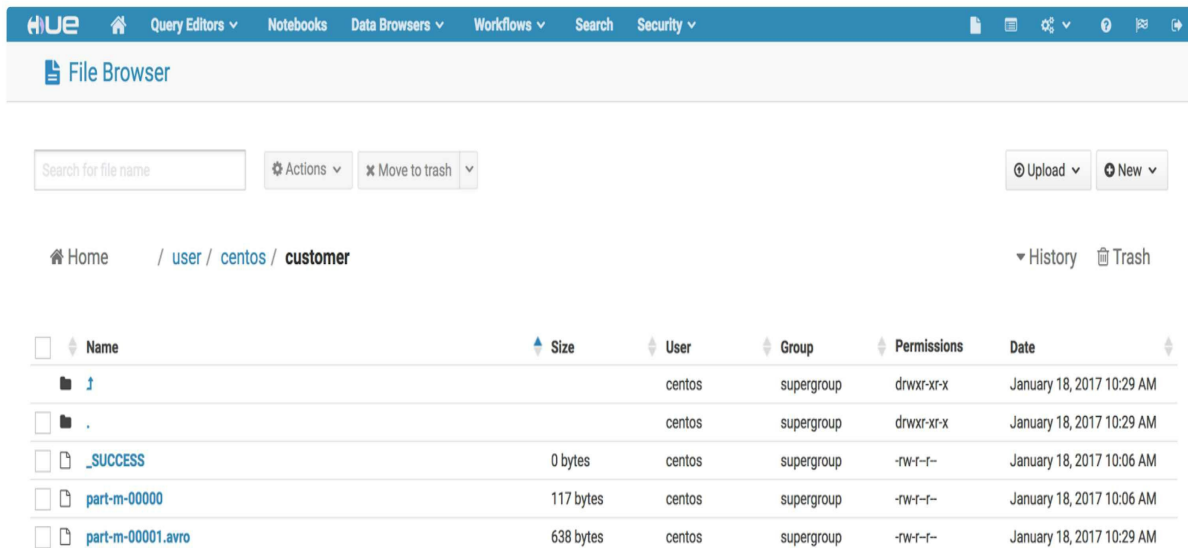 HUE Query Editors Notebooks Data Browsers Workflows Search Security
File Browser
Search for file name Actions Move to trash Upload New
Home / user / centos / customer History Trash
Name Size User Group Permissions Date
centos supergroup drwxr-xr-x January 18, 2017 10:29 AM
. centos supergroup drwxr-xr-x January 18, 2017 10:29 AM
_SUCCESS 0 bytes centos supergroup -rw-r--r-- January 18, 2017 10:06 AM
part-m-00000 117 bytes centos supergroup -rw-r--r-- January 18, 2017 10:06 AM
part-m-00001.avro 638 bytes centos supergroup -rw-r--r-- January 18, 2017 10:29 AM